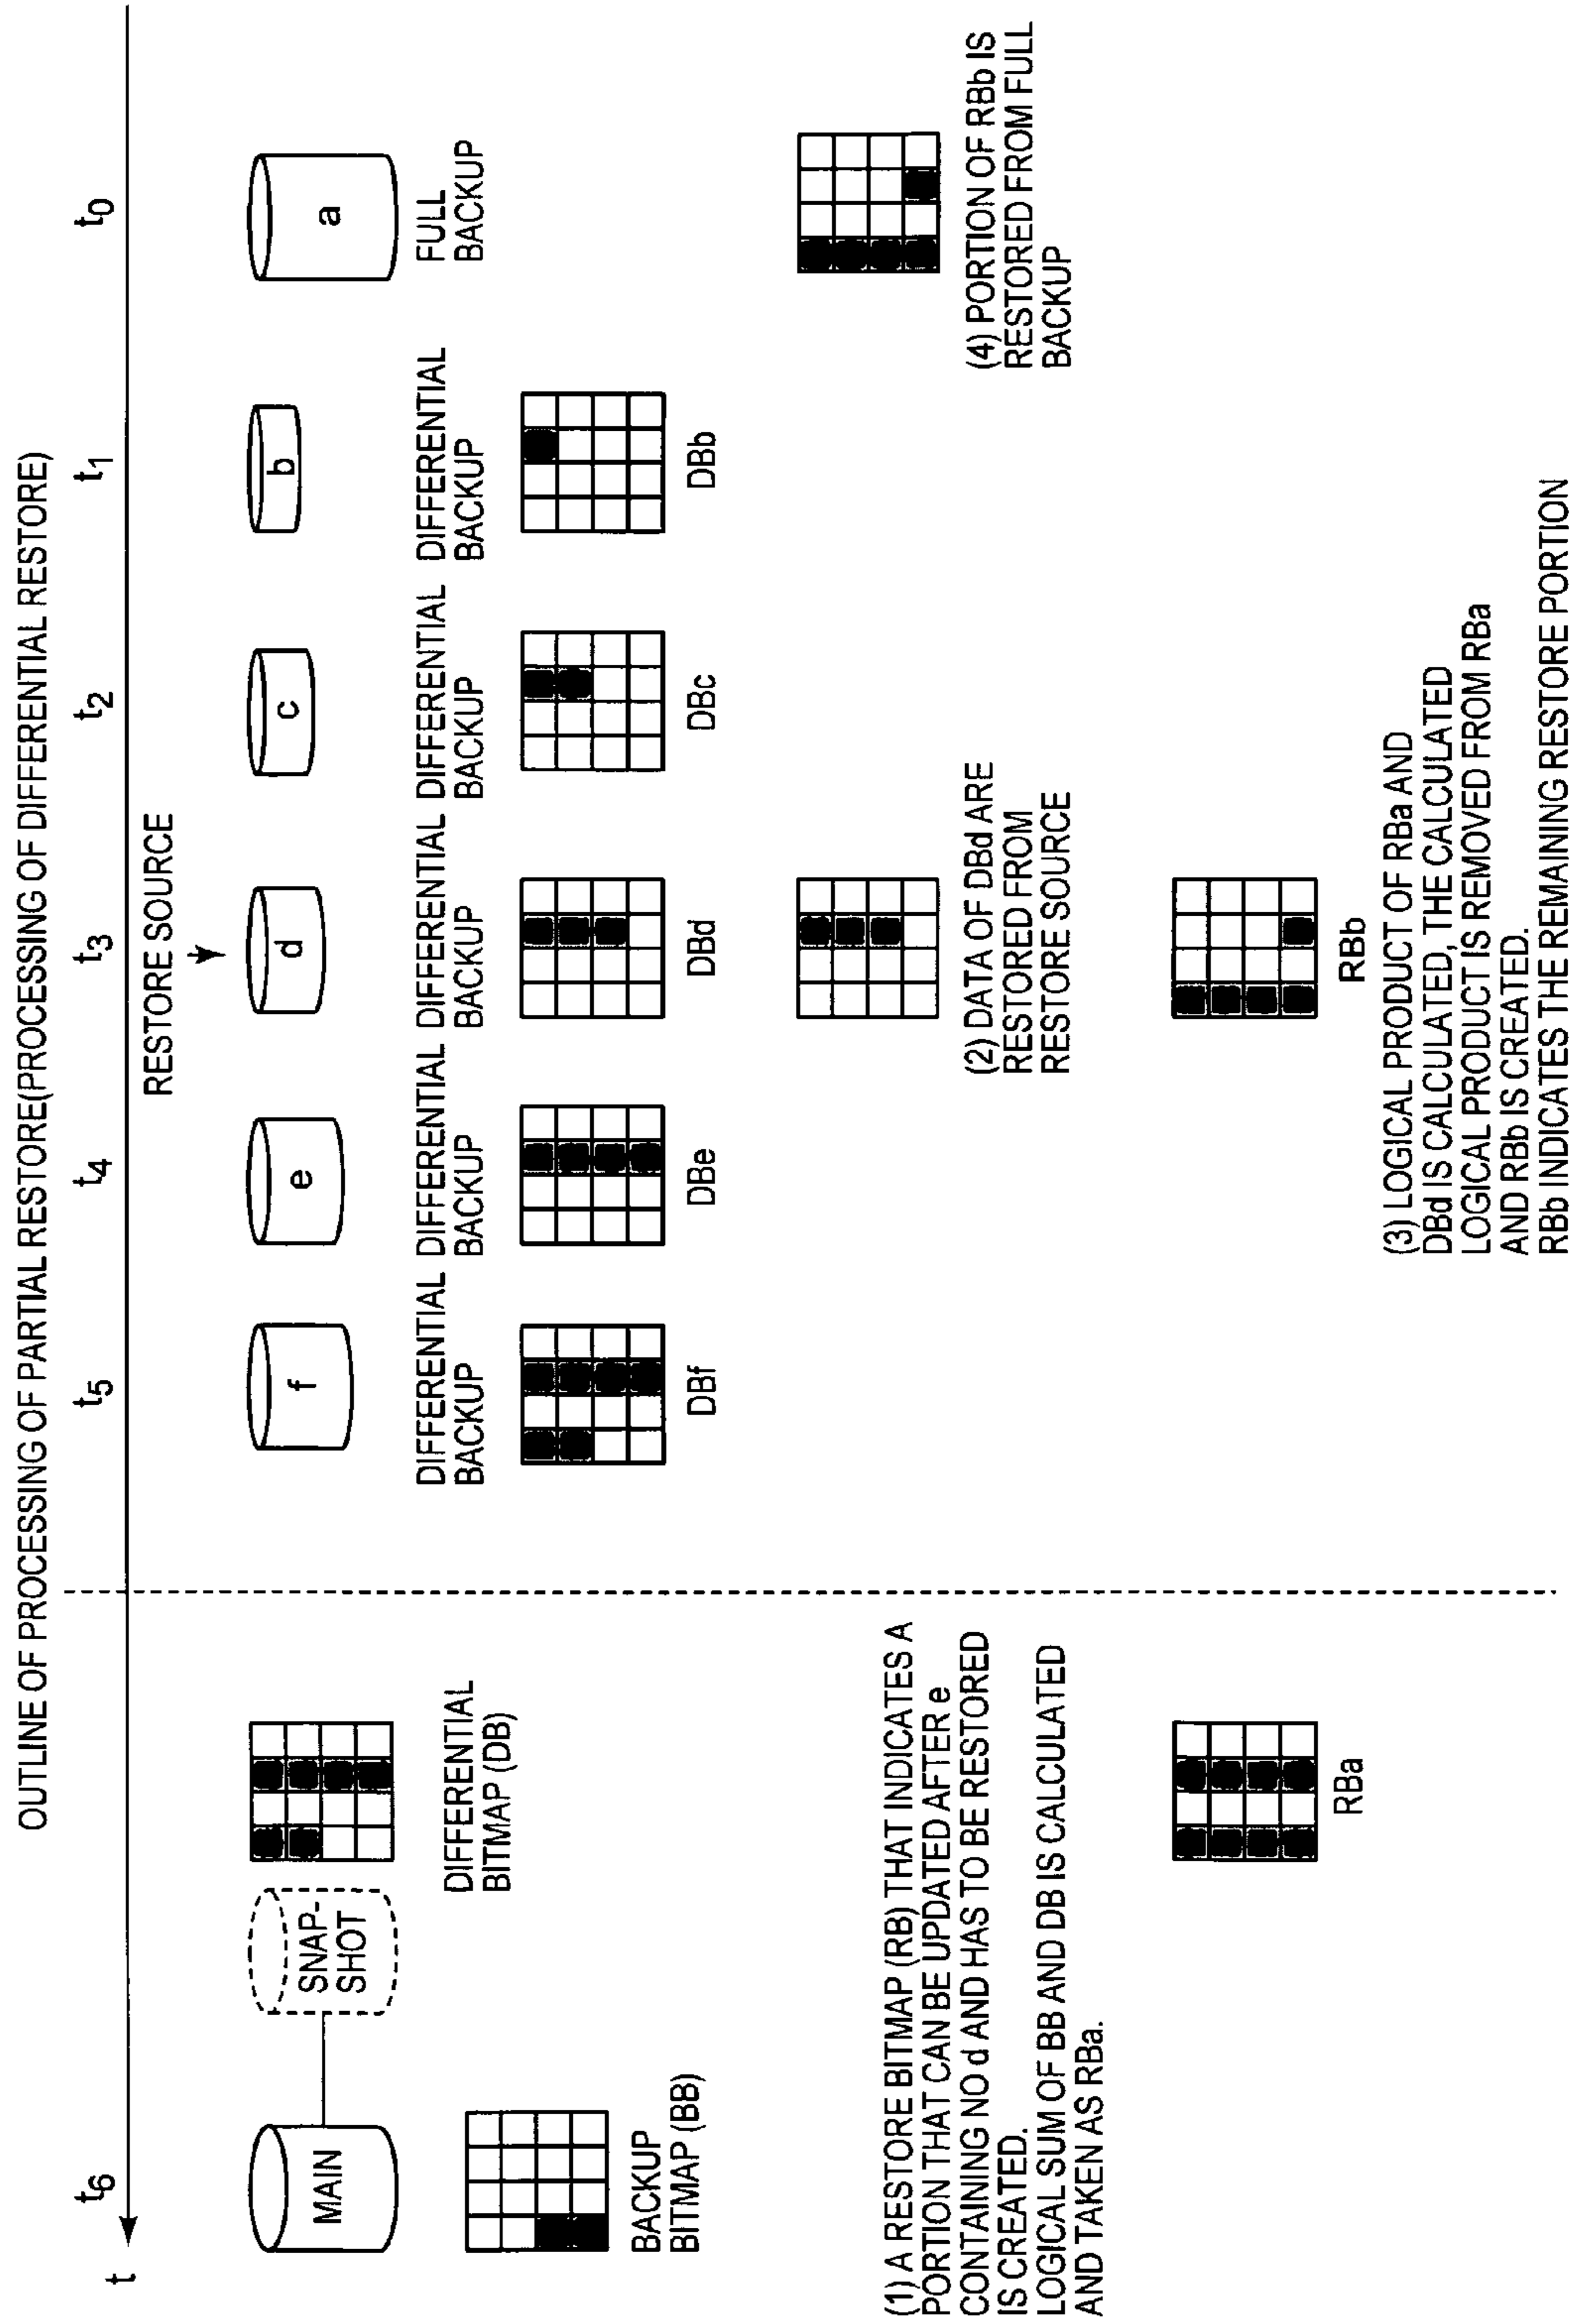 OUTLINE OF PROCESSING OF PARTIAL RESTORE(PROCESSING OF DIFFERENTIAL RESTORE)
t
t6
t5
t4
t3
t2
t1
t0
RESTORE SOURCE
MAIN
SNAP-
SHOT
f
e
d
c
b
a
BACKUP
BITMAP (BB)
DIFFERENTIAL
BITMAP (DB)
DIFFERENTIAL
BACKUP
DIFFERENTIAL
BACKUP
DIFFERENTIAL
BACKUP
DIFFERENTIAL
BACKUP
DIFFERENTIAL
BACKUP
FULL
BACKUP
DBf
DBe
DBd
DBc
DBb
(1) A RESTORE BITMAP (RB) THAT INDICATES A
PORTION THAT CAN BE UPDATED AFTER e
CONTAINING NO d AND HAS TO BE RESTORED
IS CREATED.
LOGICAL SUM OF BB AND DB IS CALCULATED
AND TAKEN AS RBa.
(2) DATA OF DBd ARE
RESTORED FROM
RESTORE SOURCE
(4) PORTION OF RBb IS
RESTORED FROM FULL
BACKUP
RBa
RBb
(3) LOGICAL PRODUCT OF RBa AND
DBd IS CALCULATED, THE CALCULATED
LOGICAL PRODUCT IS REMOVED FROM RBa
AND RBb IS CREATED.
RBb INDICATES THE REMAINING RESTORE PORTION